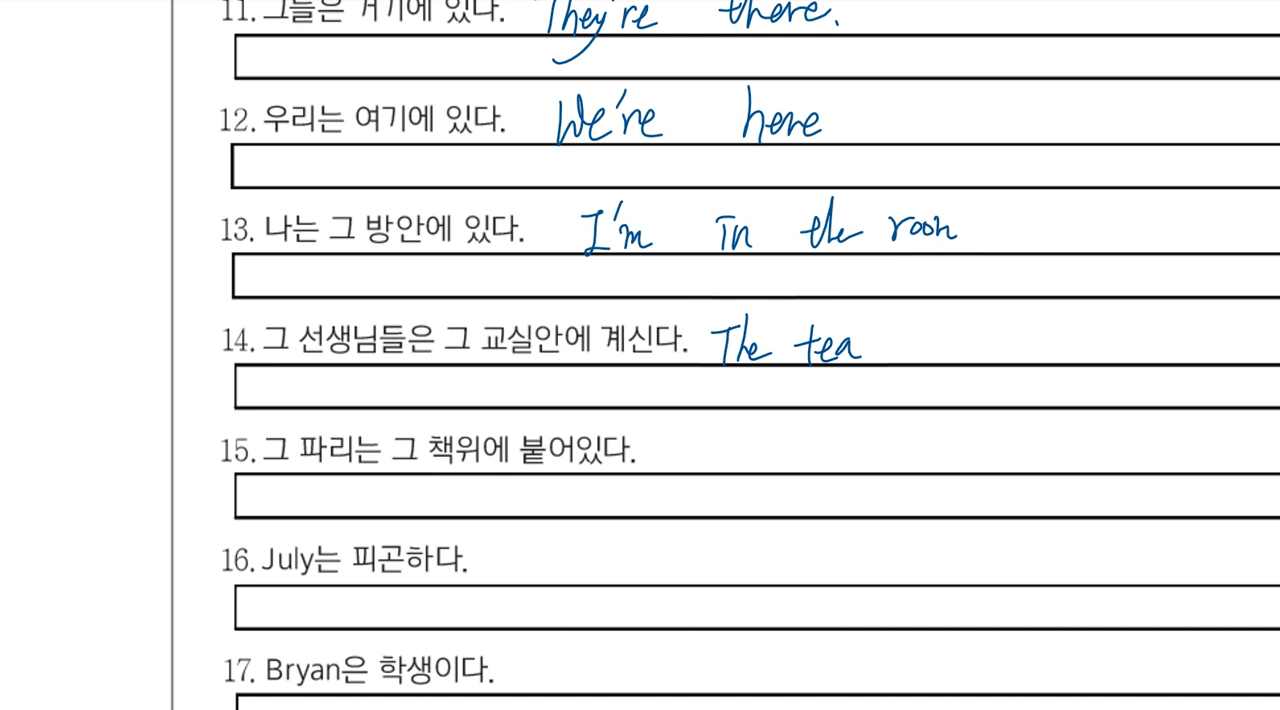 11. 그들은 거기에 있다. They're there.
12. 우리는 여기에 있다. We're here
13. 나는 그 방안에 있다. I'm in the room
14. 그 선생님들은 그 교실안에 계신다. The tea
15. 그 파리는 그 책위에 붙어있다.
16. July는 피곤하다.
17. Bryan은 학생이다.